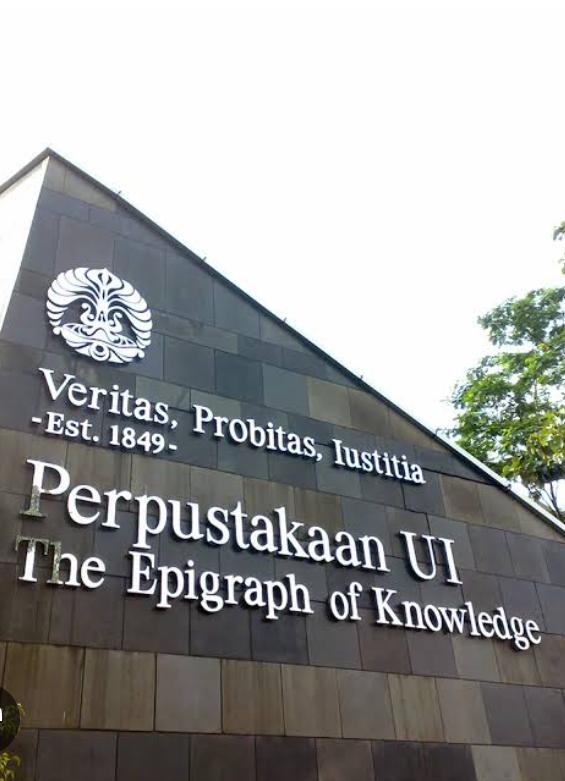 Veritas, Probitas, Iustitia
-Est. 1849-
Perpustakaan UI
The Epigraph of Knowledge